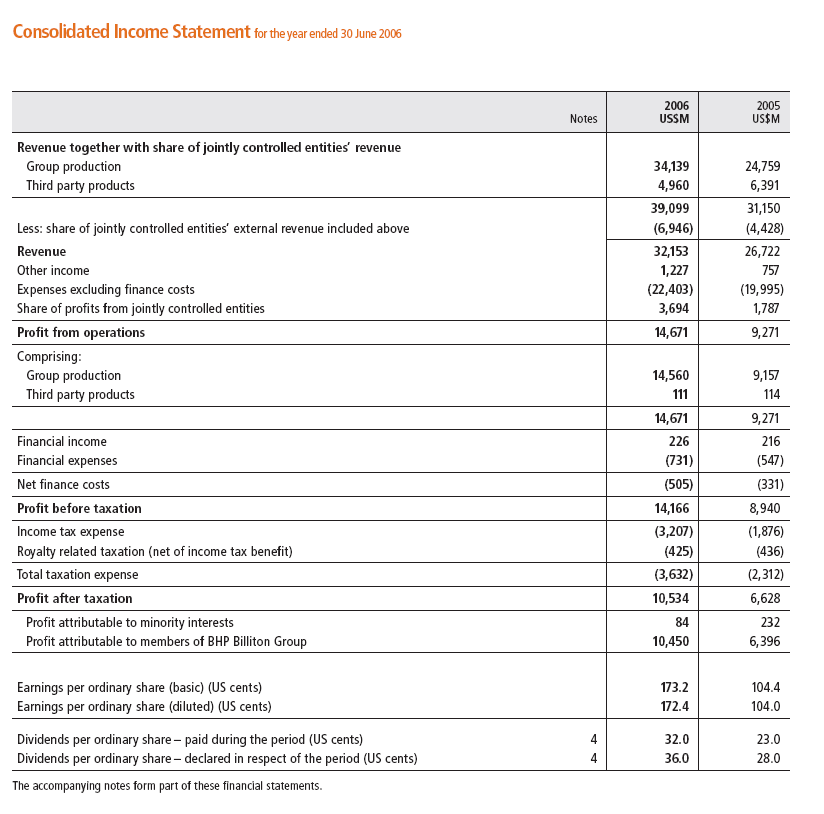 Consolidated Income Statement for the year ended 30 June 2006
2006 2005
Notes US$M US$M
Revenue together with share of jointly controlled entities’ revenue
Group production 34,139 24,759
Third party products 4,960 6,391
39,099 31,150
Less: share of jointly controlled entities’ external revenue included above (6,946) (4,428)
Revenue 32,153 26,722
Other income 1,227 757
Expenses excluding finance costs (22,403) (19,995)
Share of profits from jointly controlled entities 3,694 1,787
Profit from operations 14,671 9,271
Comprising:
Group production 14,560 9,157
Third party products 111 114
14,671 9,271
Financial income 226 216
Financial expenses (731) (547)
Net finance costs (505) (331)
Profit before taxation 14,166 8,940
Income tax expense (3,207) (1,876)
Royalty related taxation (net of income tax benefit) (425) (436)
Total taxation expense (3,632) (2,312)
Profit after taxation 10,534 6,628
Profit attributable to minority interests 84 232
Profit attributable to members of BHP Billiton Group 10,450 6,396
Earnings per ordinary share (basic) (US cents) 173.2 104.4
Earnings per ordinary share (diluted) (US cents) 172.4 104.0
Dividends per ordinary share – paid during the period (US cents) 4 32.0 23.0
Dividends per ordinary share – declared in respect of the period (US cents) 4 36.0 28.0
The accompanying notes form part of these financial statements.